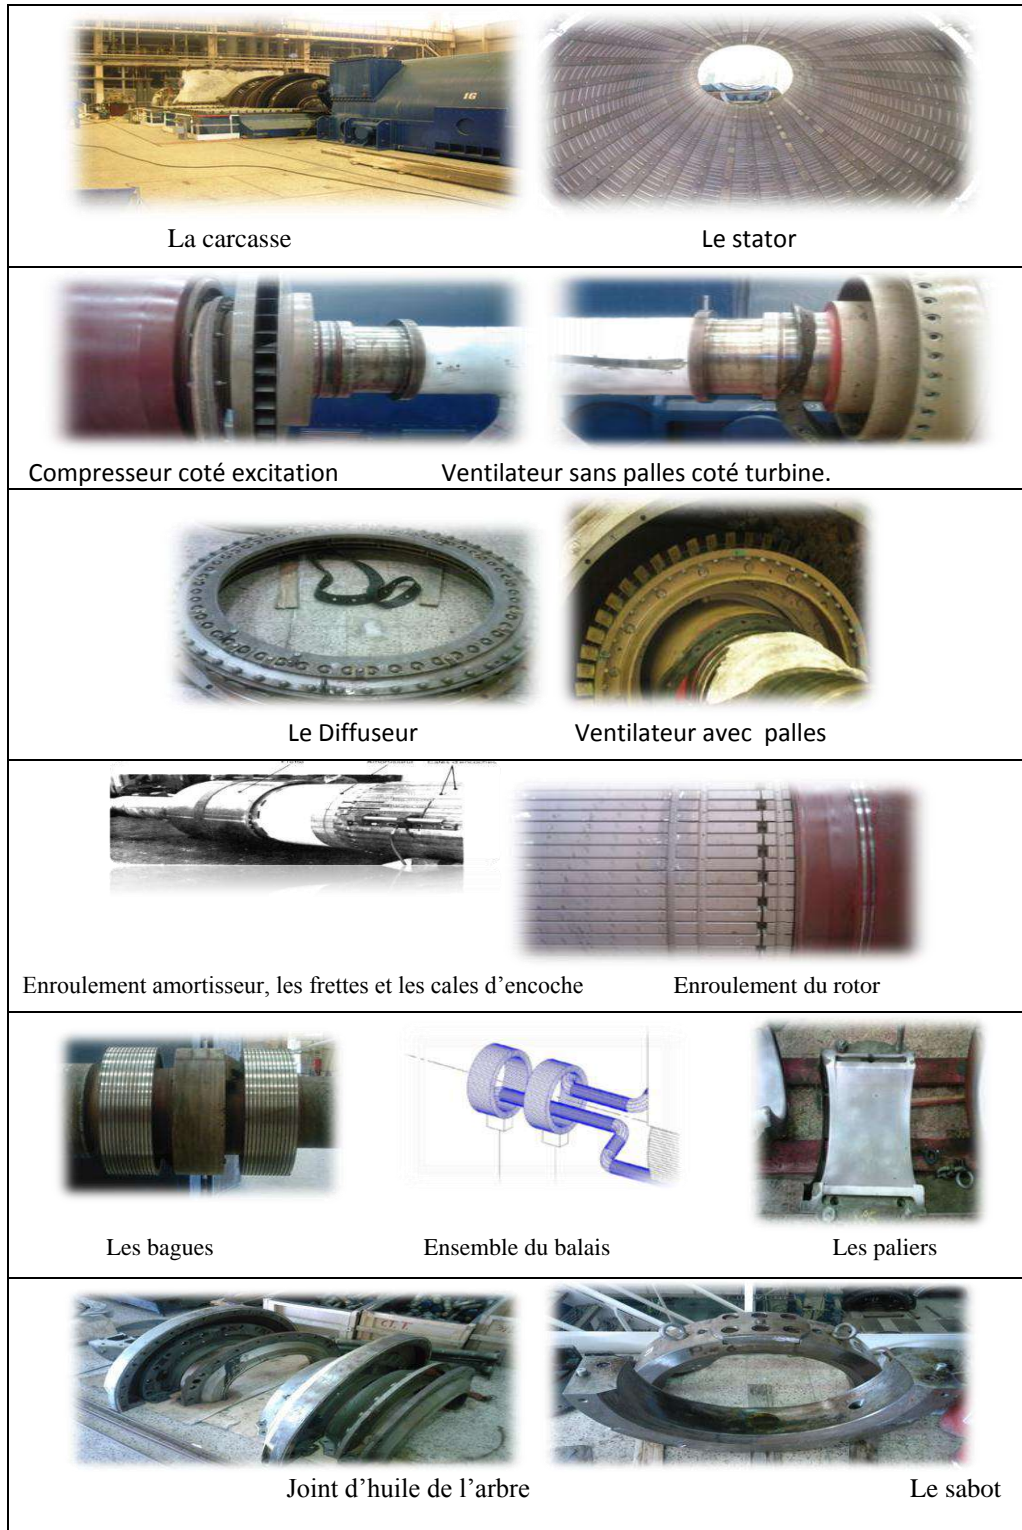 IG
La carcasse Le stator
Compresseur coté excitation Ventilateur sans palles coté turbine.
Le Diffuseur Ventilateur avec palles
Enroulement amortisseur, les frettes et les cales d’encoche Enroulement du rotor
Les bagues Ensemble du balais Les paliers
Joint d’huile de l’arbre Le sabot